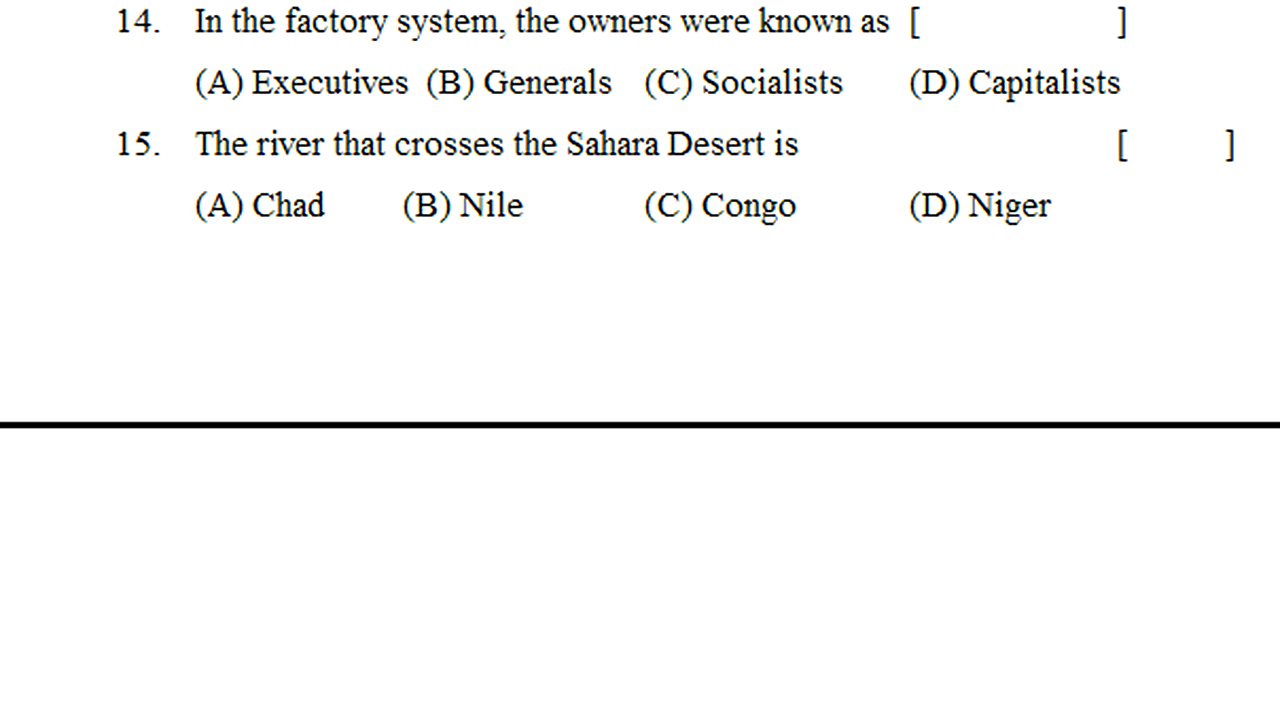 14. In the factory system, the owners were known as [ ]
(A) Executives (B) Generals (C) Socialists (D) Capitalists
15. The river that crosses the Sahara Desert is [ ]
(A) Chad (B) Nile (C) Congo (D) Niger